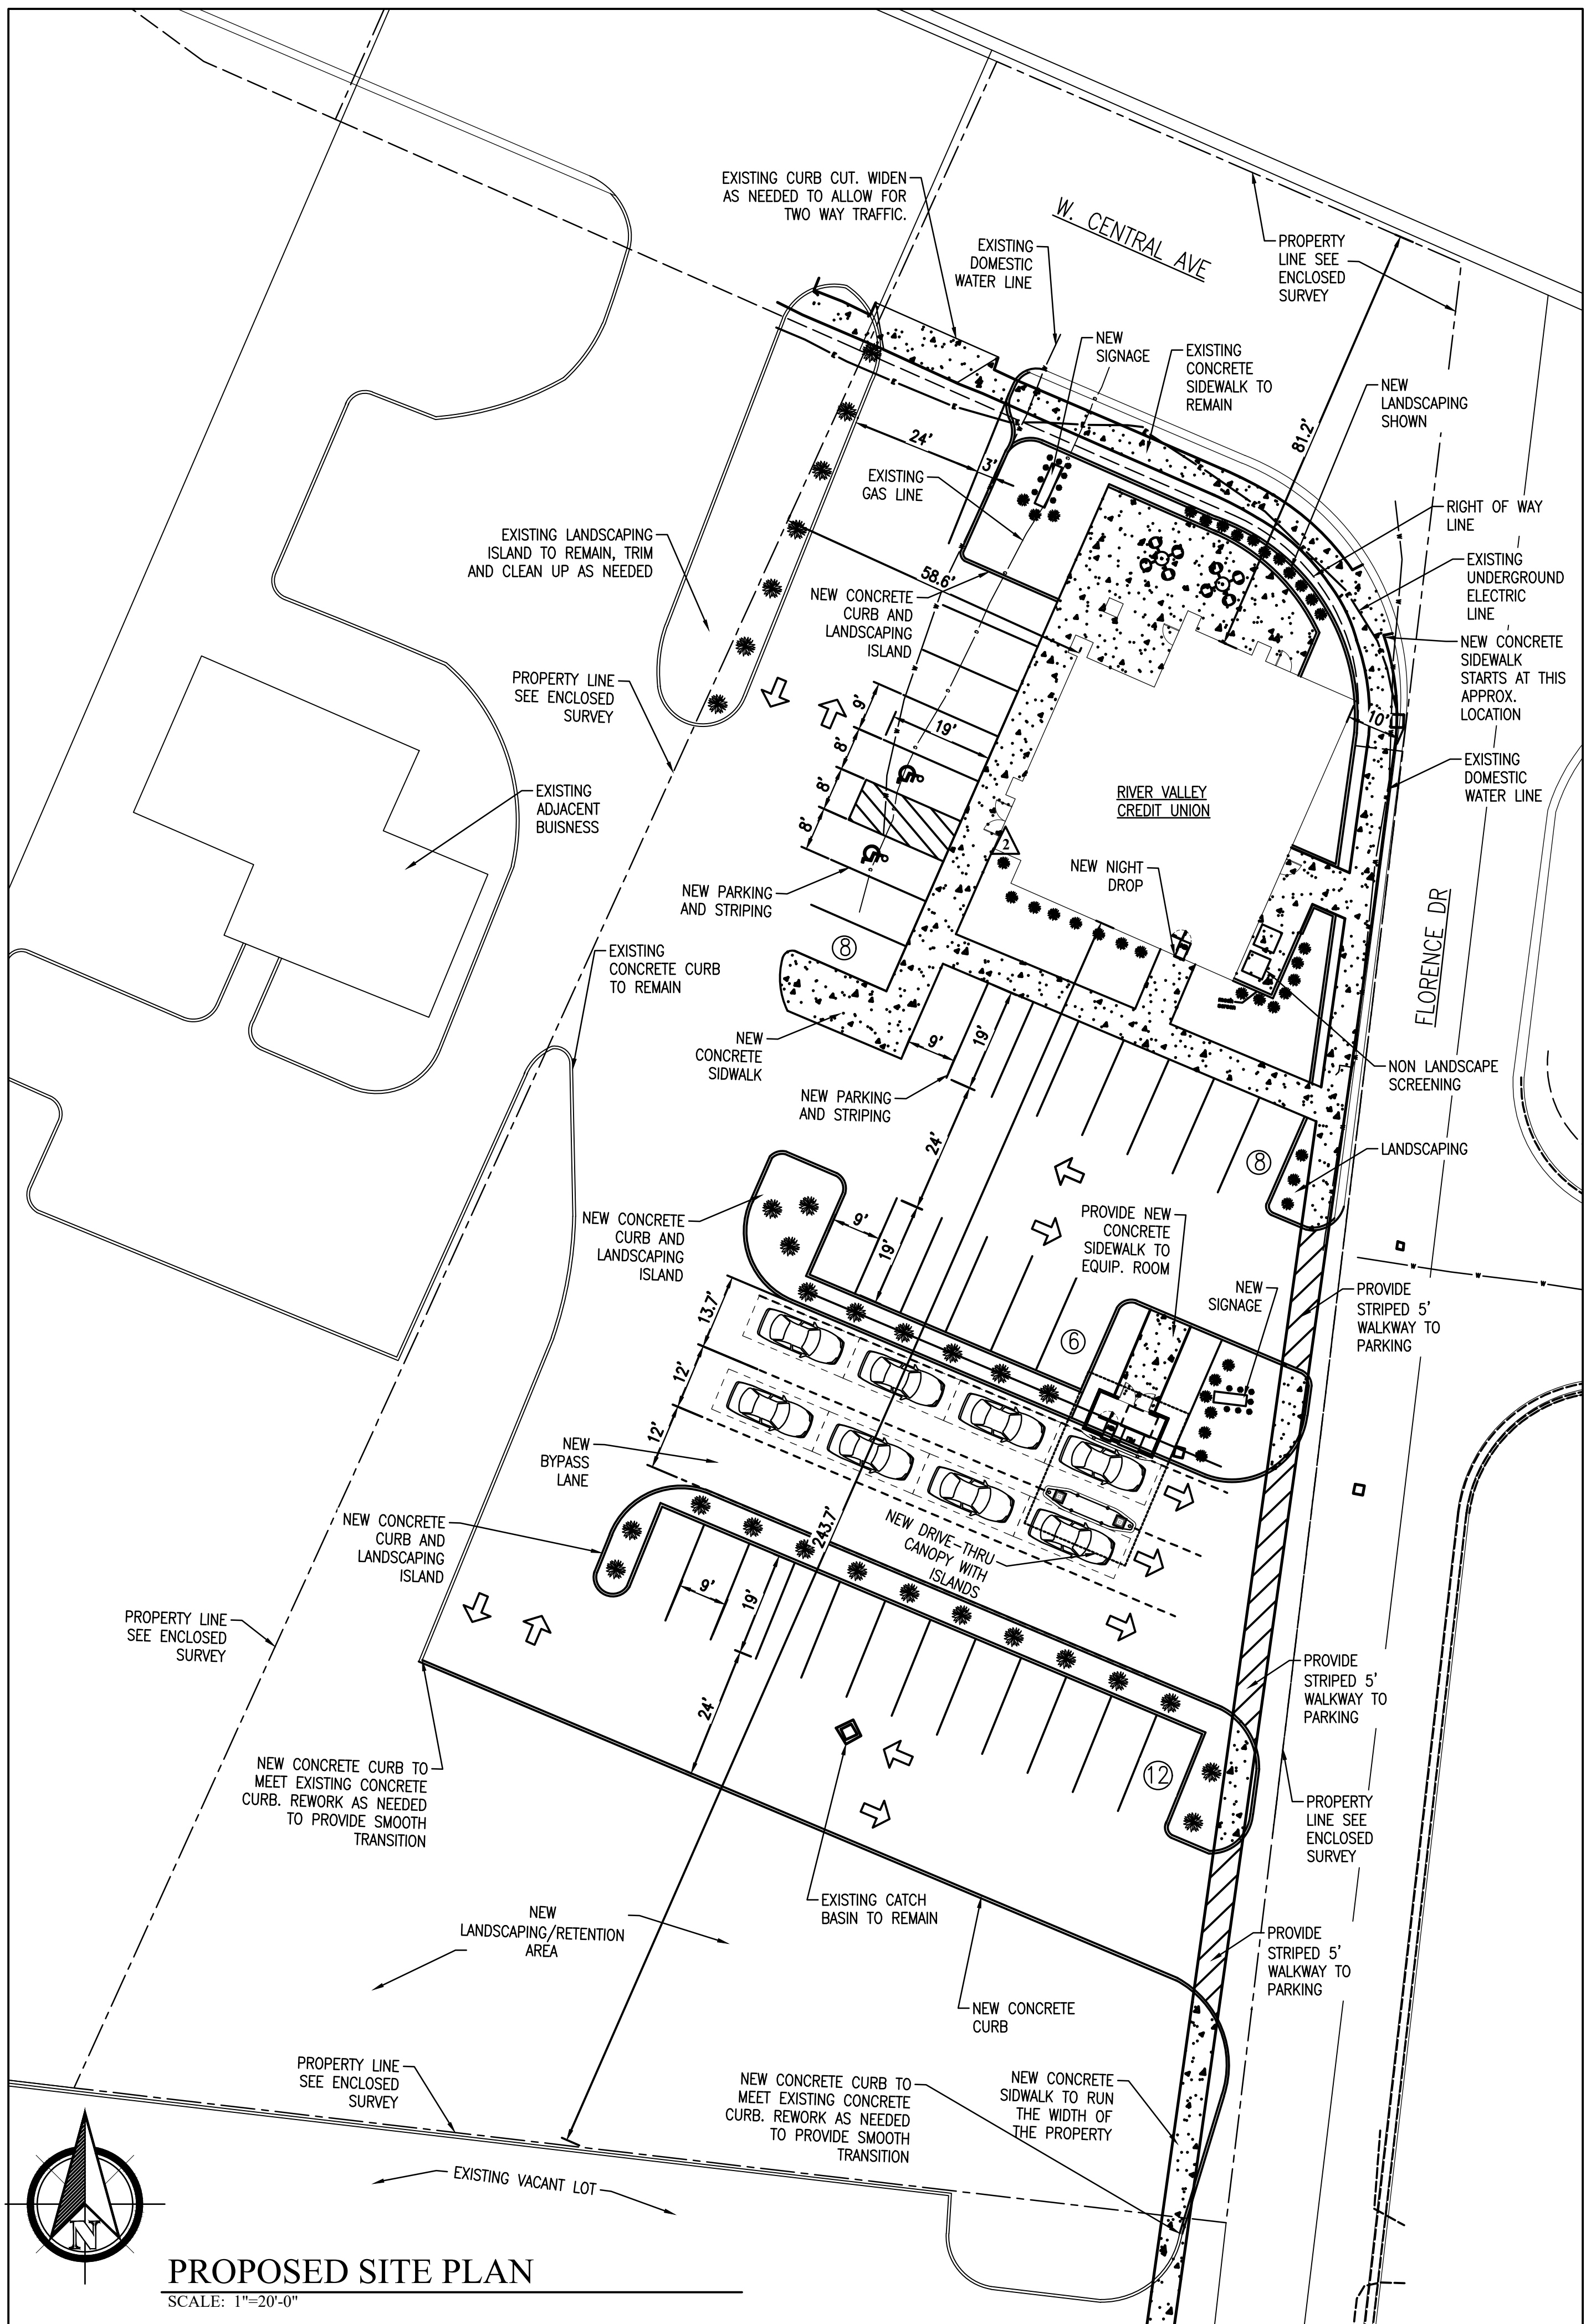 EXISTING CURB CUT. WIDEN
AS NEEDED TO ALLOW FOR
TWO WAY TRAFFIC.
W. CENTRAL AVE
EXISTING
DOMESTIC
WATER LINE
PROPERTY
LINE SEE
ENCLOSED
SURVEY
NEW
SIGNAGE
EXISTING
CONCRETE
SIDEWALK TO
REMAIN
NEW
LANDSCAPING
SHOWN
81.2'
24'
3'
EXISTING
GAS LINE
RIGHT OF WAY
LINE
EXISTING LANDSCAPING
ISLAND TO REMAIN, TRIM
AND CLEAN UP AS NEEDED
EXISTING
UNDERGROUND
ELECTRIC
LINE
58.6'
NEW CONCRETE
CURB AND
LANDSCAPING
ISLAND
NEW CONCRETE
SIDEWALK
STARTS AT THIS
APPROX.
LOCATION
PROPERTY LINE
SEE ENCLOSED
SURVEY
9'
19'
8'
8'
8'
10'
EXISTING
DOMESTIC
WATER LINE
EXISTING
ADJACENT
BUISNESS
RIVER VALLEY
CREDIT UNION
2
NEW NIGHT
DROP
NEW PARKING
AND STRIPING
8
FLORENCE DR
EXISTING
CONCRETE CURB
TO REMAIN
NEW
CONCRETE
SIDWALK
9'
19'
NON LANDSCAPE
SCREENING
NEW PARKING
AND STRIPING
24'
8
LANDSCAPING
NEW CONCRETE
CURB AND
LANDSCAPING
ISLAND
9'
19'
PROVIDE NEW
CONCRETE
SIDEWALK TO
EQUIP. ROOM
NEW
SIGNAGE
PROVIDE
STRIPED 5'
WALKWAY TO
PARKING
13.7'
6
12'
12'
NEW
BYPASS
LANE
NEW CONCRETE
CURB AND
LANDSCAPING
ISLAND
243.7'
NEW DRIVE-THRU
CANOPY WITH
ISLANDS
9'
19'
PROPERTY LINE
SEE ENCLOSED
SURVEY
PROVIDE
STRIPED 5'
WALKWAY TO
PARKING
24'
12
NEW CONCRETE CURB TO
MEET EXISTING CONCRETE
CURB. REWORK AS NEEDED
TO PROVIDE SMOOTH
TRANSITION
PROPERTY
LINE SEE
ENCLOSED
SURVEY
EXISTING CATCH
BASIN TO REMAIN
NEW
LANDSCAPING/RETENTION
AREA
PROVIDE
STRIPED 5'
WALKWAY TO
PARKING
NEW CONCRETE
CURB
PROPERTY LINE
SEE ENCLOSED
SURVEY
NEW CONCRETE CURB TO
MEET EXISTING CONCRETE
CURB. REWORK AS NEEDED
TO PROVIDE SMOOTH
TRANSITION
NEW CONCRETE
SIDWALK TO RUN
THE WIDTH OF
THE PROPERTY
EXISTING VACANT LOT
N
PROPOSED SITE PLAN
SCALE: 1"=20'-0"